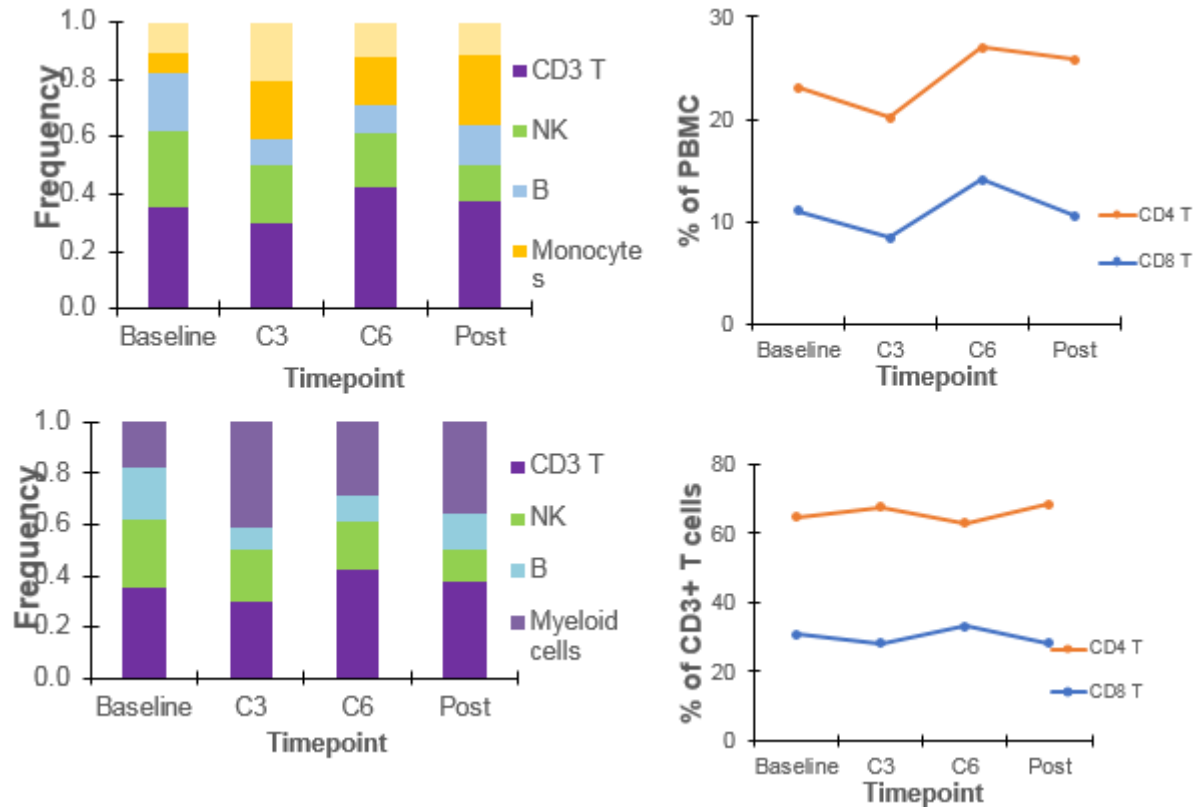 Frequency
1.0
0.8
0.6
0.4
0.2
0.0
Baseline C3 C6 Post
Timepoint
CD3 T
NK
B
Monocyte
s
% of PBMC
30
20
10
0
Baseline C3 C6 Post
Timepoint
CD4 T
CD8 T
Frequency
1.0
0.8
0.6
0.4
0.2
0.0
Baseline C3 C6 Post
Timepoint
CD3 T
NK
B
Myeloid
cells
% of CD3+ T cells
80
60
40
20
0
Baseline C3 C6 Post
Timepoint
CD4 T
CD8 T